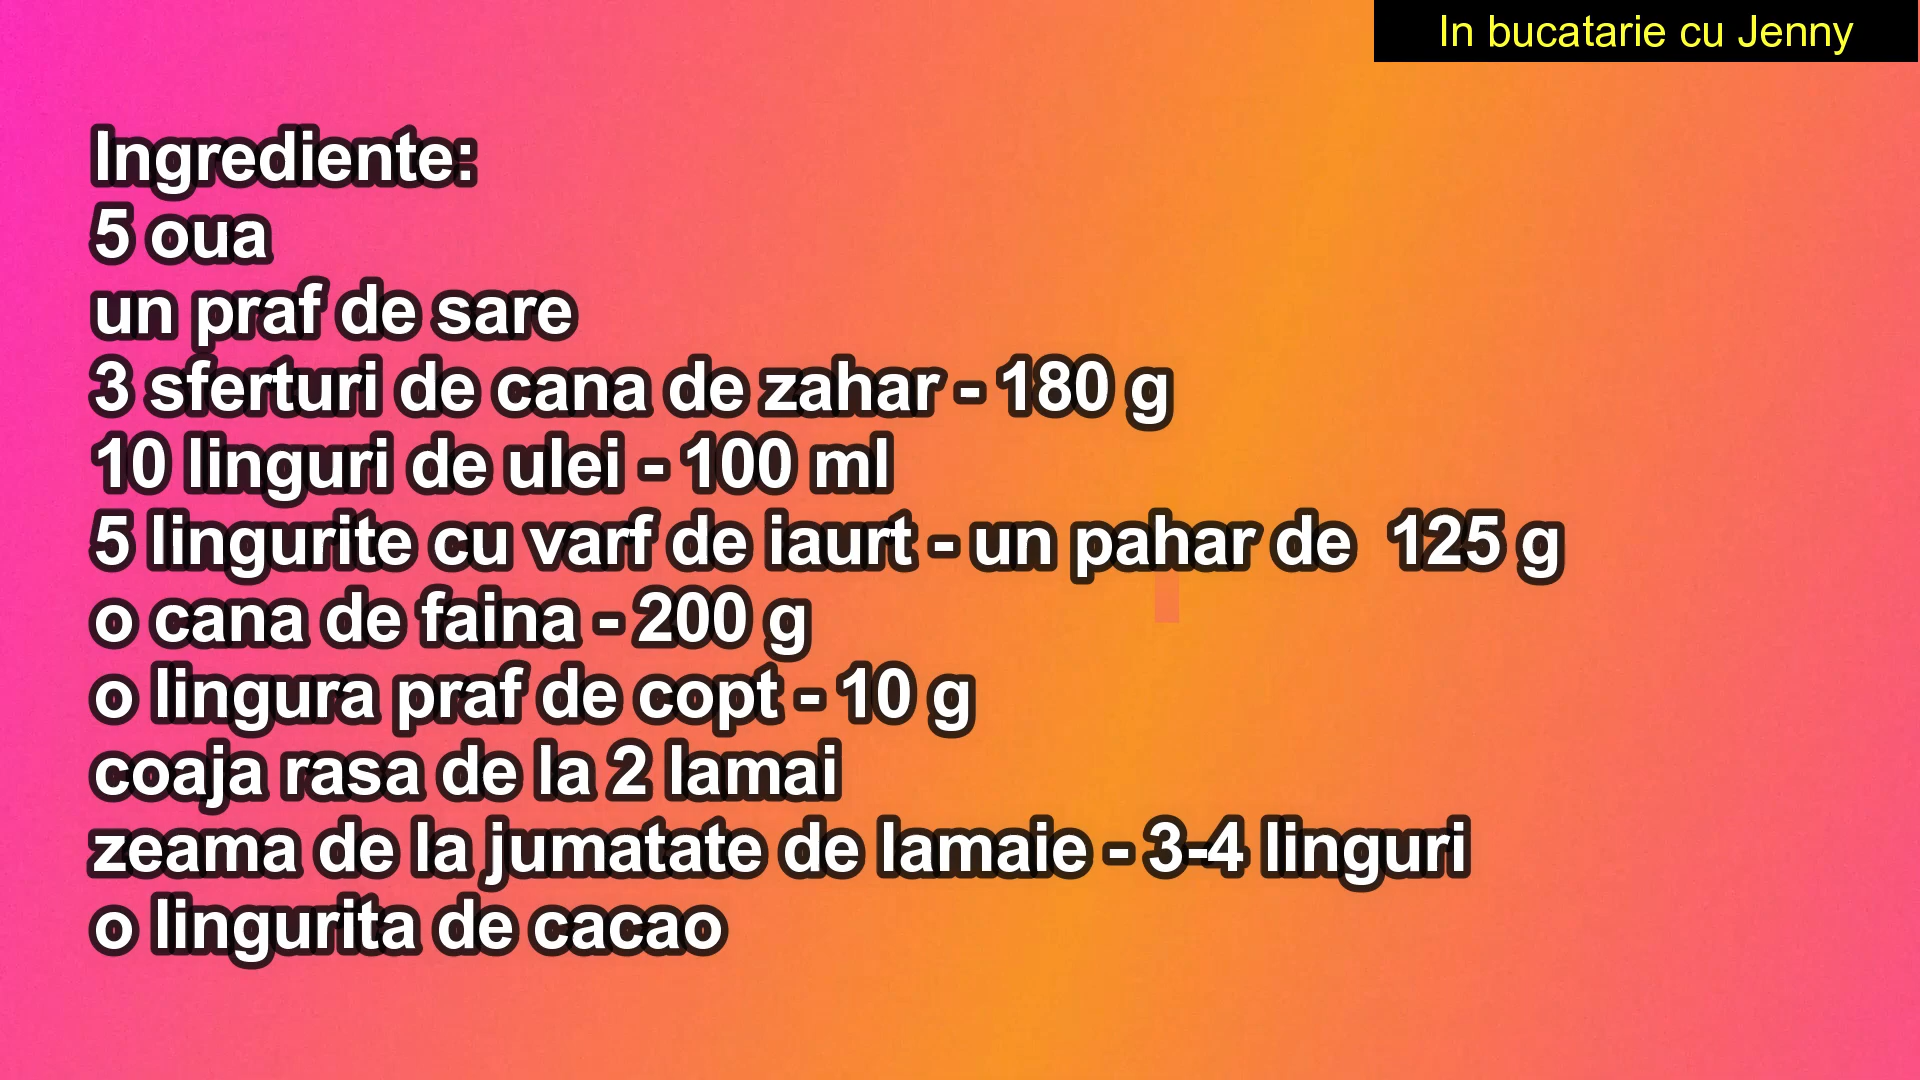 In bucatarie cu Jenny
Ingrediente:
5 oua
un praf de sare
3 sferturi de cana de zahar - 180 g
10 linguri de ulei - 100 ml
5 lingurite cu varf de iaurt - un pahar de  125 g
o cana de faina - 200 g
o lingura praf de copt - 10 g
coaja rasa de la 2 lamai
zeama de la jumatate de lamaie - 3-4 linguri
o lingurita de cacao